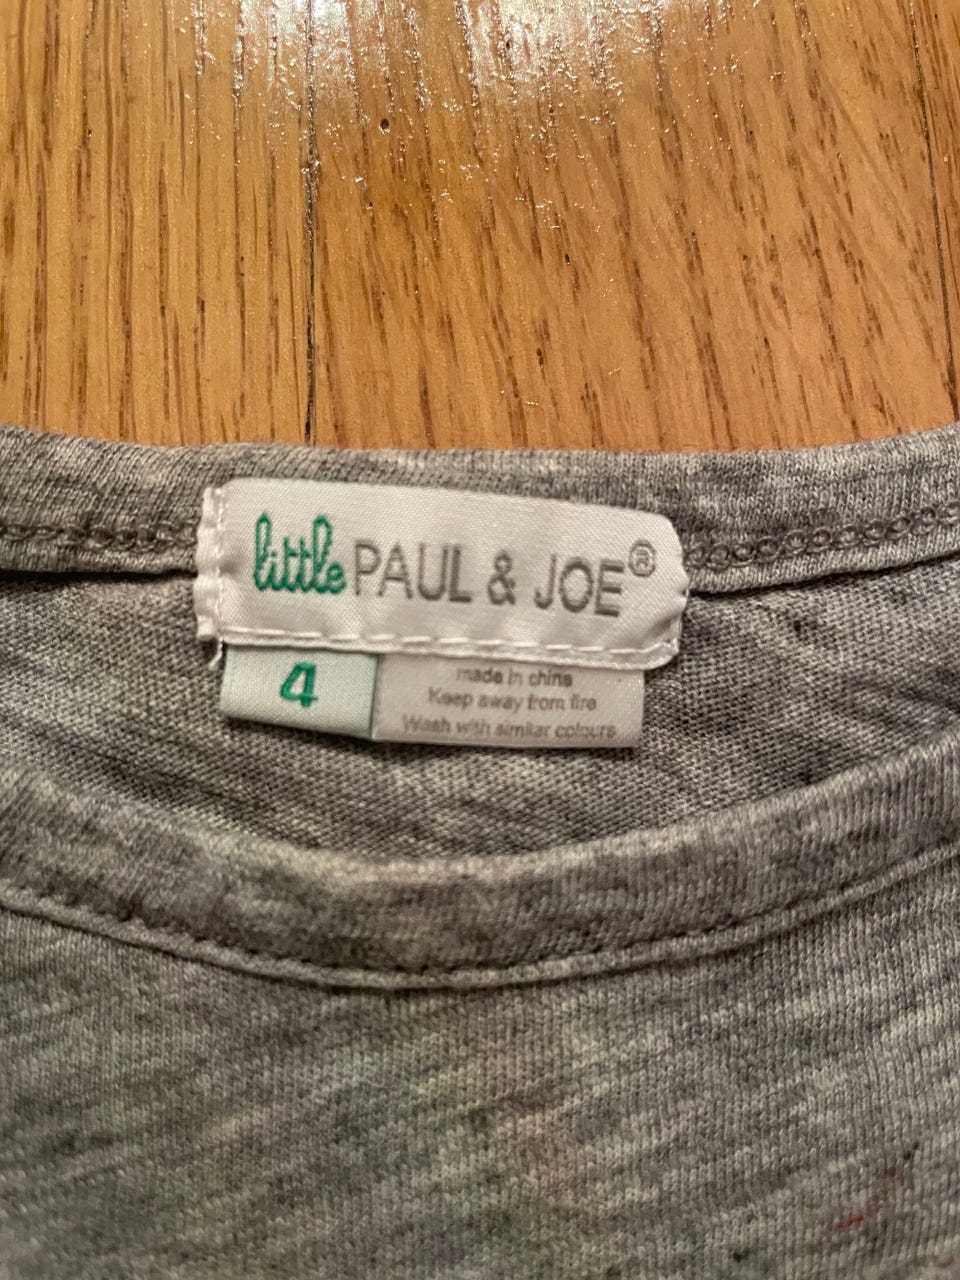 little PAUL & JOE®
4
made in china
Keep away from fire
Wash with similar colours